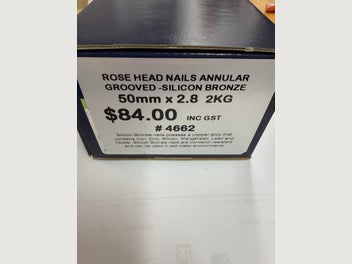 ROSE HEAD NAILS ANNULAR
GROOVED -SILICON BRONZE
50mm x 2.8 2KG
$84.00 INC GST
# 4662
Silicon Bronze nails possess a copper alloy that
contains Iron, Zinc, Silicon, Manganese, Lead and
Nickel. Silicon Bronze nails are corrosion resistant
and can be used in salt water environments